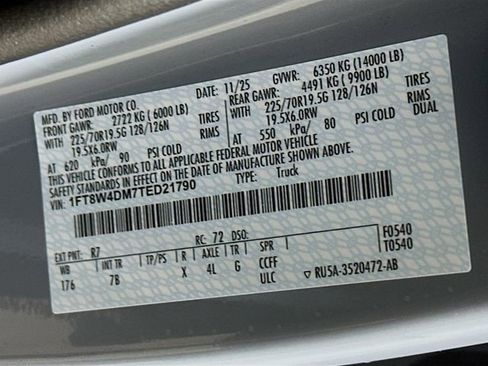 MFD. BY FORD MOTOR CO. DATE: 11/25 GVWR: 6350 KG (14000 LB)
FRONT GAWR: 2722 KG (6000 LB) REAR GAWR: 4491 KG (9900 LB)
WITH 225/70R19.5G 128/126N TIRES WITH 225/70R19.5G 128/126N TIRES
19.5X6.0RW RIMS 19.5X6.0RW RIMS
AT 620 kPa/ 90 PSI COLD AT 550 kPa/ 80 PSI COLD DUAL
THIS VEHICLE CONFORMS TO ALL APPLICABLE FEDERAL MOTOR VEHICLE
SAFETY STANDARDS IN EFFECT ON THE DATE OF MANUFACTURE SHOWN ABOVE.
VIN: 1FT8W4DM7TED21790
TYPE: Truck
F0540
T0540
EXT PNT: R7 RC: 72 DSO:
WB INT TR TP/PS R AXLE TR SPR
176 7B X 4L G CCFF
ULC ▽ RU5A-3520472-AB